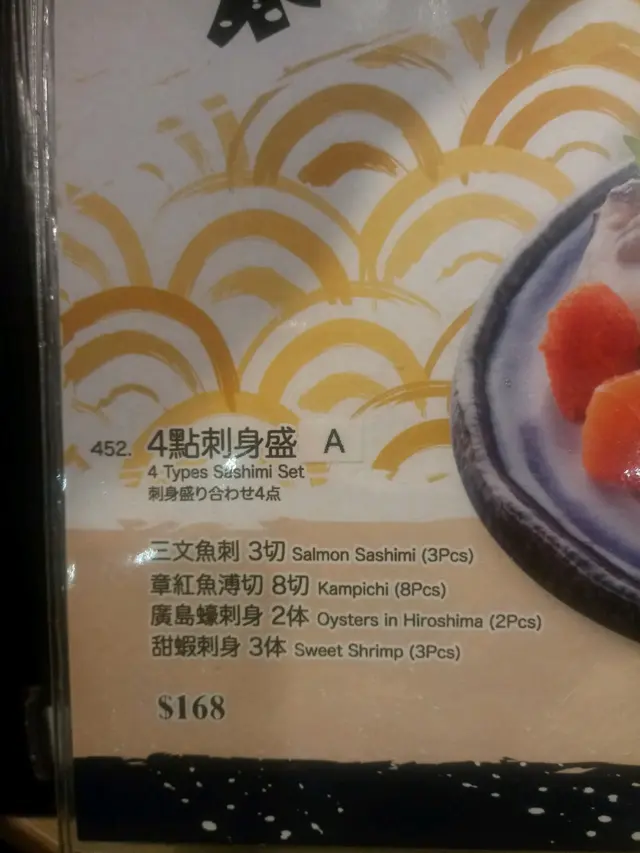 452. 4點刺身盛 A
4 Types Sashimi Set
刺身盛り合わせ4点
三文魚刺 3切 Salmon Sashimi (3Pcs)
章紅魚溥切 8切 Kampichi (8Pcs)
廣島蠔刺身 2体 Oysters in Hiroshima (2Pcs)
甜蝦刺身 3体 Sweet Shrimp (3Pcs)
$168